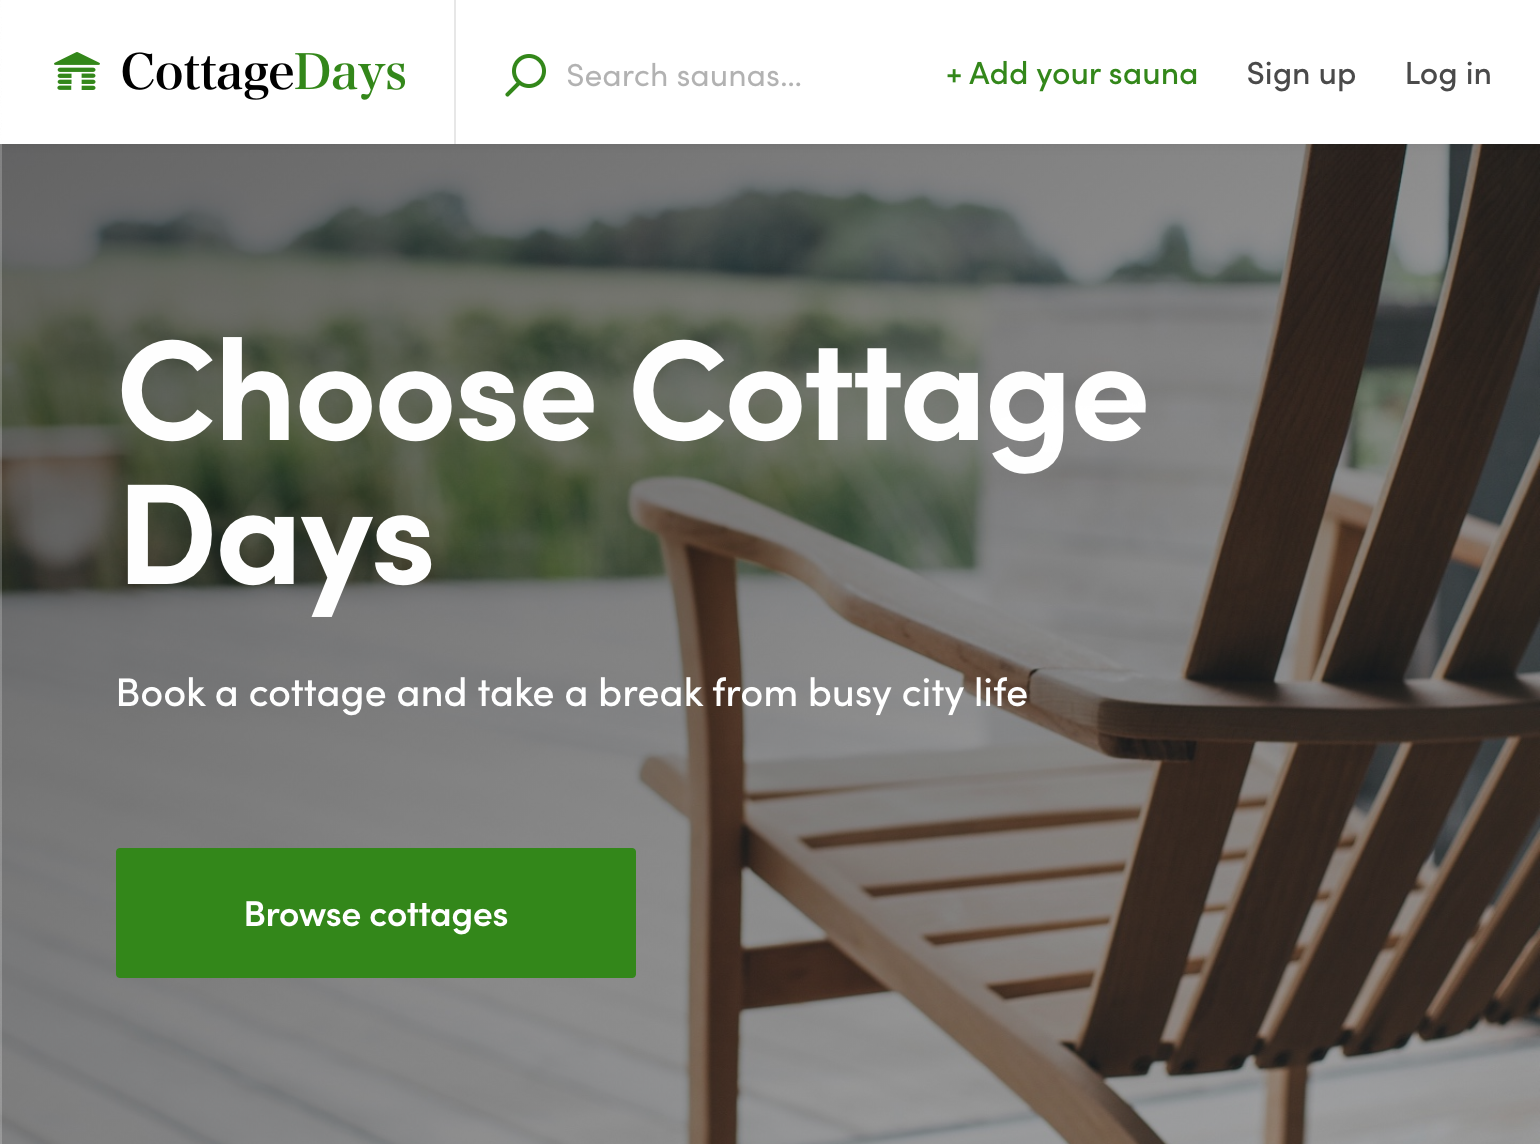 CottageDays
Search saunas...
+ Add your sauna
Sign up
Log in
Choose Cottage
Days
Book a cottage and take a break from busy city life
Browse cottages